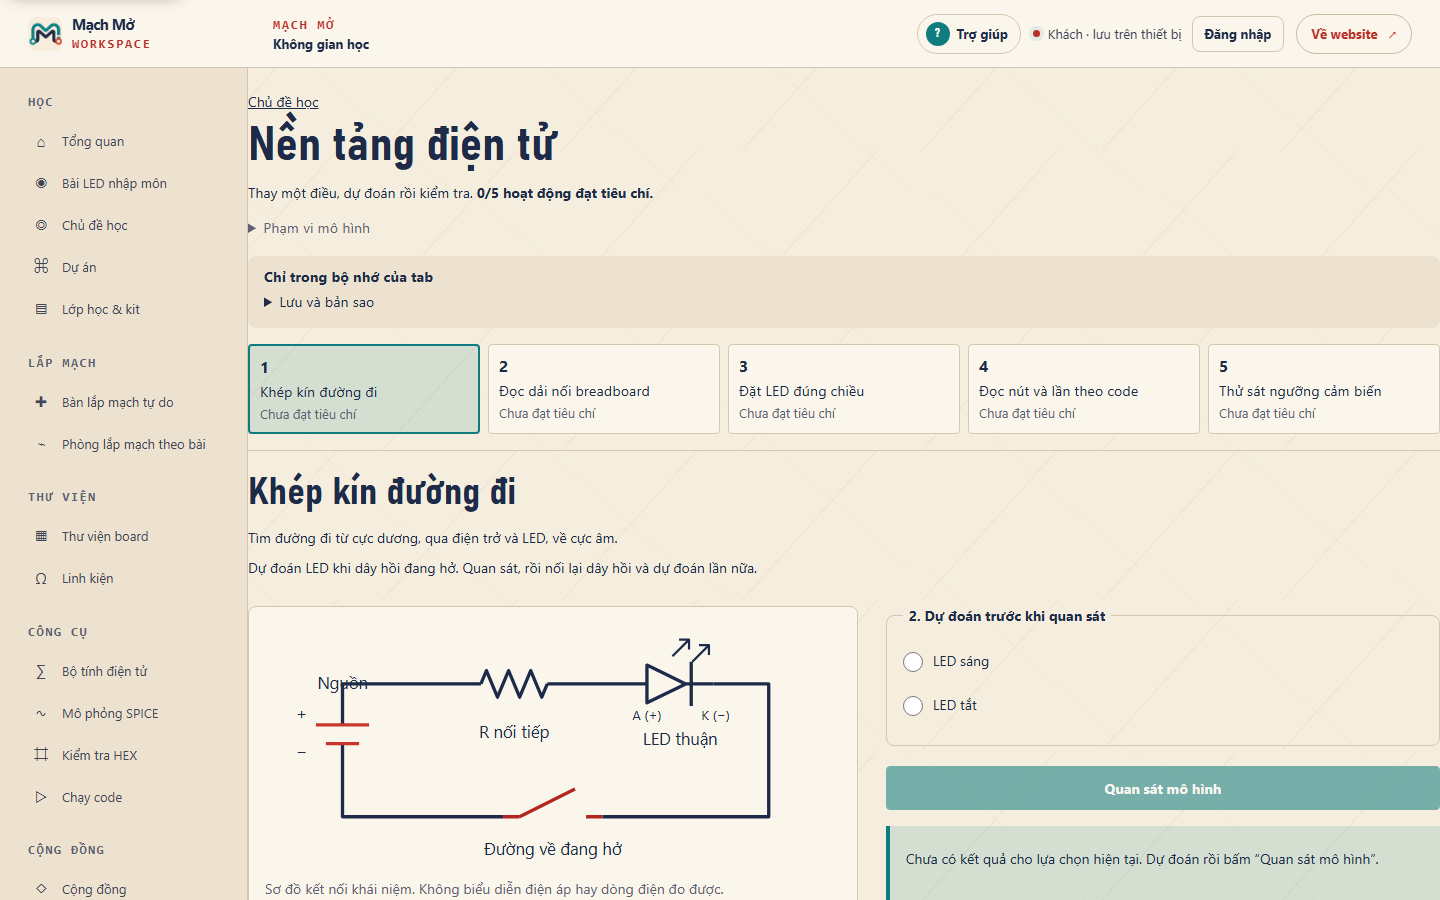 Mạch Mở
WORKSPACE
MẠCH MỞ
Không gian học
? Trợ giúp
Khách · lưu trên thiết bị
Đăng nhập
Về website ↗
HỌC
Tổng quan
Bài LED nhập môn
Chủ đề học
Dự án
Lớp học & kit
LẮP MẠCH
Bàn lắp mạch tự do
Phòng lắp mạch theo bài
THƯ VIỆN
Thư viện board
Linh kiện
CÔNG CỤ
Bộ tính điện tử
Mô phỏng SPICE
Kiểm tra HEX
Chạy code
CỘNG ĐỒNG
Cộng đồng
Chủ đề học
Nền tảng điện tử
Thay một điều, dự đoán rồi kiểm tra. 0/5 hoạt động đạt tiêu chí.
Phạm vi mô hình
Chỉ trong bộ nhớ của tab
Lưu và bản sao
1
Khép kín đường đi
Chưa đạt tiêu chí
2
Đọc dải nối breadboard
Chưa đạt tiêu chí
3
Đặt LED đúng chiều
Chưa đạt tiêu chí
4
Đọc nút và lần theo code
Chưa đạt tiêu chí
5
Thử sát ngưỡng cảm biến
Chưa đạt tiêu chí
Khép kín đường đi
Tìm đường đi từ cực dương, qua điện trở và LED, về cực âm.
Dự đoán LED khi dây hồi đang hở. Quan sát, rồi nối lại dây hồi và dự đoán lần nữa.
Nguồn
+
−
R nối tiếp
A (+)
K (−)
LED thuận
Đường về đang hở
Sơ đồ kết nối khái niệm. Không biểu diễn điện áp hay dòng điện đo được.
2. Dự đoán trước khi quan sát
LED sáng
LED tắt
Quan sát mô hình
Chưa có kết quả cho lựa chọn hiện tại. Dự đoán rồi bấm “Quan sát mô hình”.